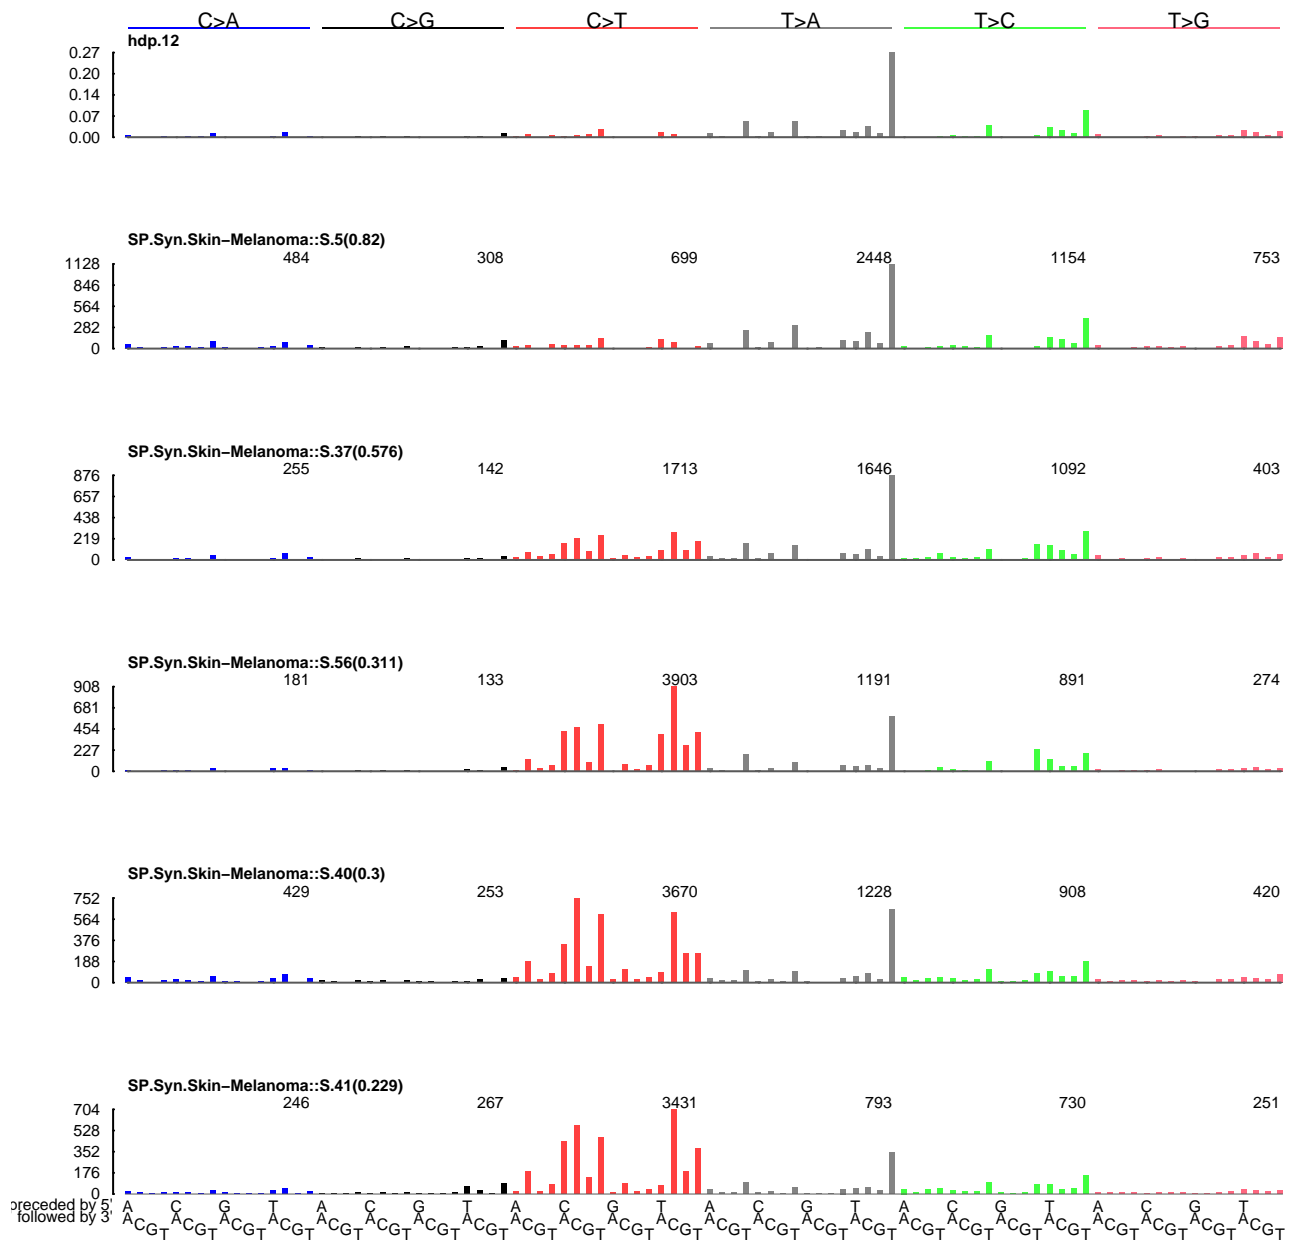 C>A C>G C>T T>A T>C T>G
hdp.12
0.27
0.20
0.14
0.07
0.00
SP.Syn.Skin−Melanoma::S.5(0.82)
484 308 699 2448 1154 753
1128
846
564
282
0
SP.Syn.Skin−Melanoma::S.37(0.576)
255 142 1713 1646 1092 403
876
657
438
219
0
SP.Syn.Skin−Melanoma::S.56(0.311)
181 133 3903 1191 891 274
908
681
454
227
0
SP.Syn.Skin−Melanoma::S.40(0.3)
429 253 3670 1228 908 420
752
564
376
188
0
SP.Syn.Skin−Melanoma::S.41(0.229)
246 267 3431 793 730 251
704
528
352
176
0
preceded by 5' A C G T A C G T A C G T A C G T A C G T A C G T
followed by 3' ACGT ACGT ACGT ACGT ACGT ACGT ACGT ACGT ACGT ACGT ACGT ACGT ACGT ACGT ACGT ACGT ACGT ACGT ACGT ACGT ACGT ACGT ACGT ACGT